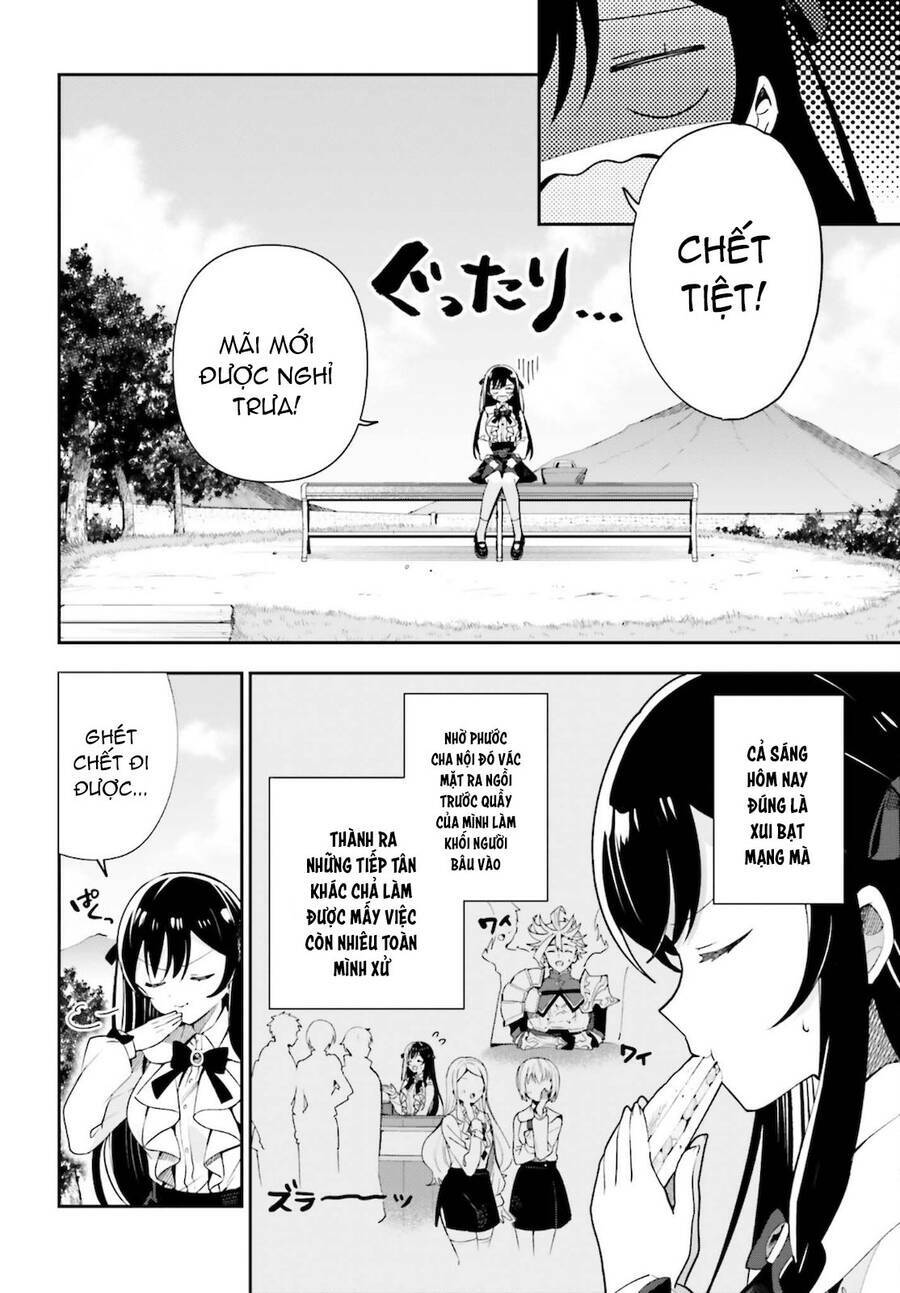 CHẾT
TIỆT!
ぐったり...
MÃI MỚI
ĐƯỢC NGHỈ
TRƯA!
CẢ SÁNG
HÔM NAY
ĐÚNG LÀ
XUI BẠT
MẠNG MÀ
NHỜ PHƯỚC
CHA NỘI ĐÓ VÁC
MẶT RA NGỒI
TRƯỚC QUẦY
CỦA MÌNH LÀM
KHỐI NGƯỜI
BÂU VÀO
THÀNH RA
NHỮNG TIẾP TÂN
KHÁC CHẢ LÀM
ĐƯỢC MẤY VIỆC
CÒN NHIÊU TOÀN
MÌNH XỬ
ワイ
ワイ
ズラ〜〜ッ
GHÉT
CHẾT ĐI
ĐƯỢC...
ぱくっ